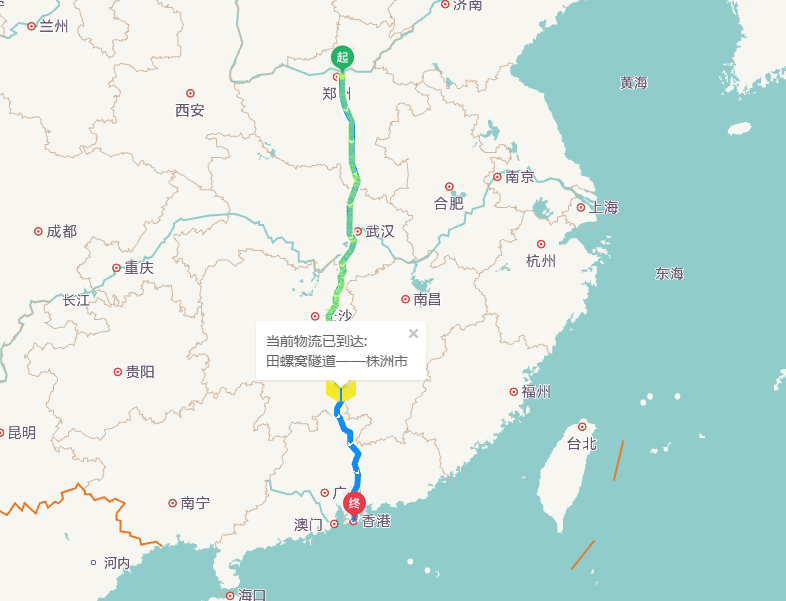 济南
兰州
起
黄海
郑州
西安
南京
合肥
上海
成都
武汉
杭州
重庆
东海
长江
南昌
长沙
当前物流已到达:
田螺窝隧道——株洲市
贵阳
福州
昆明
台北
广
终
南宁
澳门
香港
河内
海口